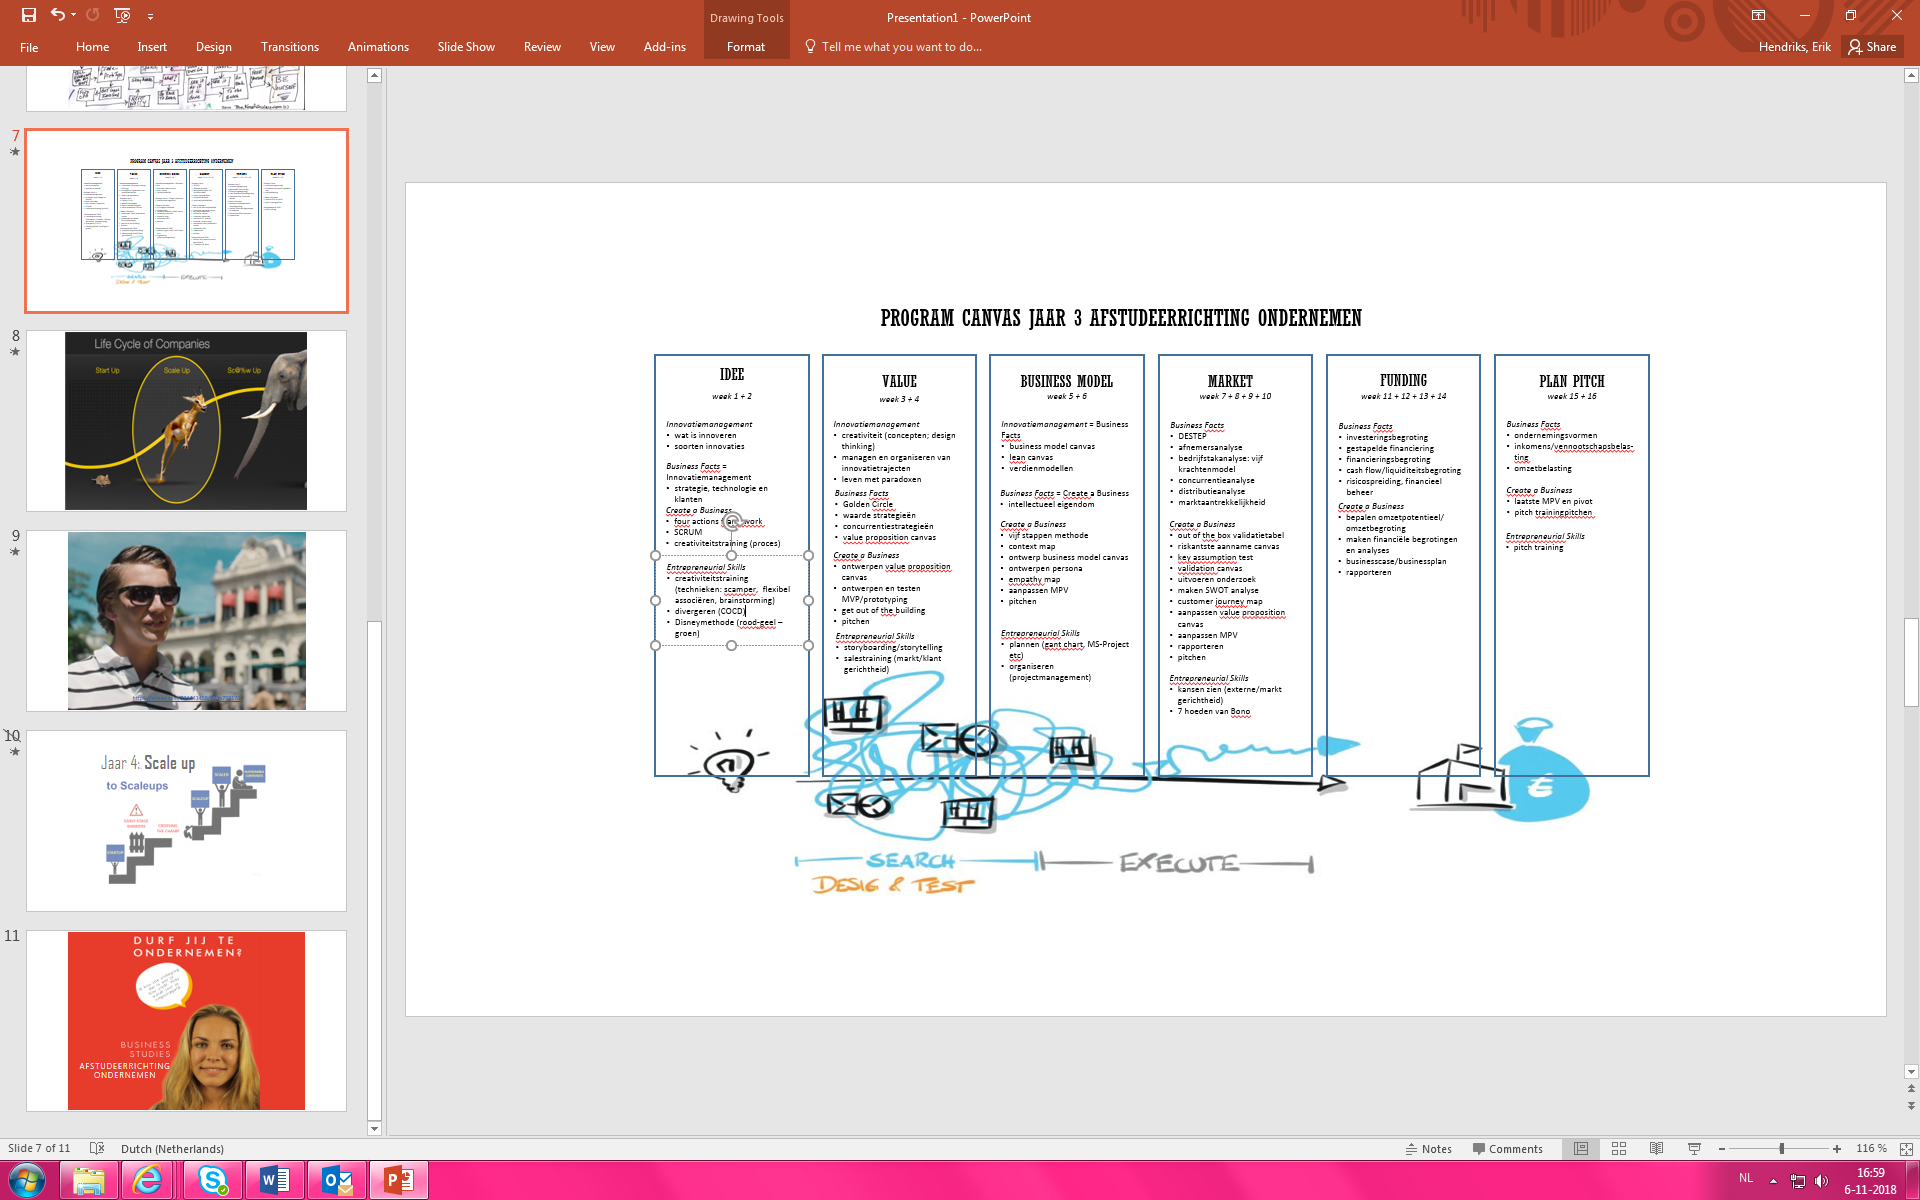 Drawing Tools
Presentation1 - PowerPoint
File
Home
Insert
Design
Transitions
Animations
Slide Show
Review
View
Add-ins
Format
Tell me what you want to do...
Hendriks, Erik
Share
7
PROGRAM CANVAS JAAR 3 AFSTUDEERRICHTING ONDERNEMEN
8
Life Cycle of Companies
Start Up
Scale Up
Sc@%w Up
9
10
Jaar 4: Scale up
to Scaleups
11
DURF JIJ TE
ONDERNEMEN?
BUSINESS
STUDIES
AFSTUDEERRICHTING
ONDERNEMEN
PROGRAM CANVAS JAAR 3 AFSTUDEERRICHTING ONDERNEMEN
IDEE
week 1 + 2
Innovatiemanagement
• wat is innoveren
• soorten innovaties
Business Facts =
Innovatiemanagement
• strategie, technologie en
klanten
Create a Business
• four actions framework
• SCRUM
• creativiteitstraining (proces)
Entrepreneurial Skills
• creativiteitstraining
(technieken: scamper, flexibel
associëren, brainstorming)
• divergeren (COCD)
• Disneymethode (rood-geel –
groen)
VALUE
week 3 + 4
Innovatiemanagement
• creativiteit (concepten; design
thinking)
• managen en organiseren van
innovatietrajecten
• leven met paradoxen
Business Facts
• Golden Circle
• waarde strategieën
• concurrentiestrategieën
• value proposition canvas
Create a Business
• ontwerpen value proposition
canvas
• ontwerpen en testen
MVP/prototyping
• get out of the building
• pitchen
Entrepreneurial Skills
• storyboarding/storytelling
• salestraining (markt/klant
gerichtheid)
BUSINESS MODEL
week 5 + 6
Innovatiemanagement = Business
Facts
• business model canvas
• lean canvas
• verdienmodellen
Business Facts = Create a Business
• intellectueel eigendom
Create a Business
• vijf stappen methode
• context map
• ontwerp business model canvas
• ontwerpen persona
• empathy map
• aanpassen MPV
• pitchen
Entrepreneurial Skills
• plannen (gant chart, MS-Project
etc)
• organiseren
(projectmanagement)
MARKET
week 7 + 8 + 9 + 10
Business Facts
• DESTEP
• afnemersanalyse
• bedrijfstakanalyse: vijf
krachtenmodel
• concurrentieanalyse
• distributieanalyse
• marktaantrekkelijkheid
Create a Business
• out of the box validatietabel
• riskantste aanname canvas
• key assumption test
• validation canvas
• uitvoeren onderzoek
• maken SWOT analyse
• customer journey map
• aanpassen value proposition
canvas
• aanpassen MPV
• rapporteren
• pitchen
Entrepreneurial Skills
• kansen zien (externe/markt
gerichtheid)
• 7 hoeden van Bono
FUNDING
week 11 + 12 + 13 + 14
Business Facts
• investeringsbegroting
• gestapelde financiering
• financieringsbegroting
• cash flow/liquiditeitsbegroting
• risicospreiding, financieel
beheer
Create a Business
• bepalen omzetpotentieel/
omzetbegroting
• maken financiële begrotingen
en analyses
• businesscase/businessplan
• rapporteren
PLAN PITCH
week 15 + 16
Business Facts
• ondernemingsvormen
• inkomens/vennootschapsbelas-
ting
• omzetbelasting
Create a Business
• laatste MPV en pivot
• pitch trainingpitchen
Entrepreneurial Skills
• pitch training
€
SEARCH
EXECUTE
DESIG & TEST
Slide 7 of 11
Dutch (Netherlands)
Notes
Comments
116 %
NL
16:59
6-11-2018